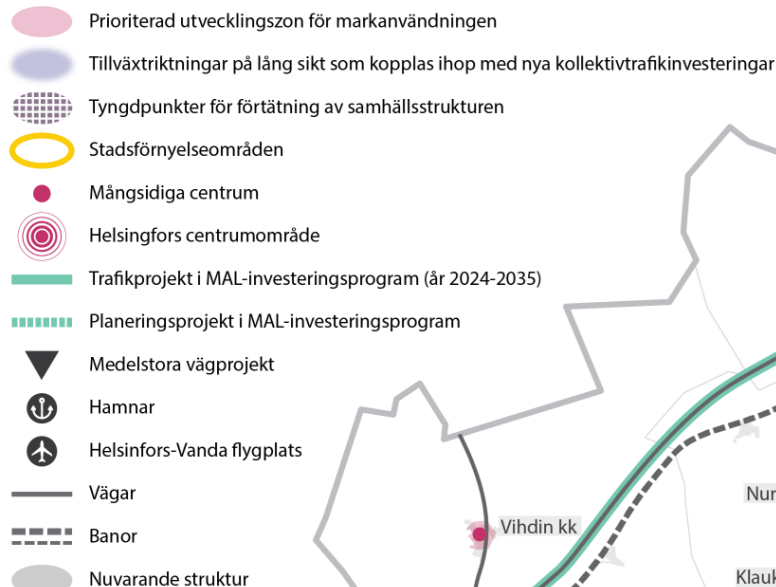 Prioriterad utvecklingszon för markanvändningen
Tillväxtriktningar på lång sikt som kopplas ihop med nya kollektivtrafikinvesteringar
Tyngdpunkter för förtätning av samhällsstrukturen
Stadsförnyelseområden
Mångsidiga centrum
Helsingfors centrumområde
Trafikprojekt i MAL-investeringsprogram (år 2024-2035)
Planeringsprojekt i MAL-investeringsprogram
Medelstora vägprojekt
Hamnar
Helsinfors-Vanda flygplats
Vägar
Banor
Nuvarande struktur
Nur
Vihdin kk
Klauk